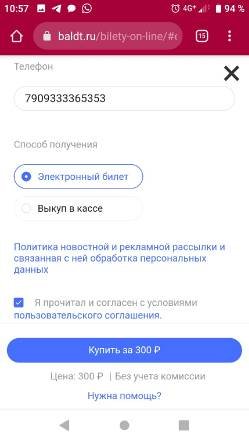 10:57
4G+
94 %
baldt.ru/bilety-on-line/#
15
Телефон
7909333365353
Способ получения
Электронный билет
Выкуп в кассе
Политика новостной и рекламной рассылки и
связанная с ней обработка персональных
данных
Я прочитал и согласен с условиями
пользовательского соглашения.
Купить за 300 ₽
Цена: 300 ₽ | Без учета комиссии
Нужна помощь?